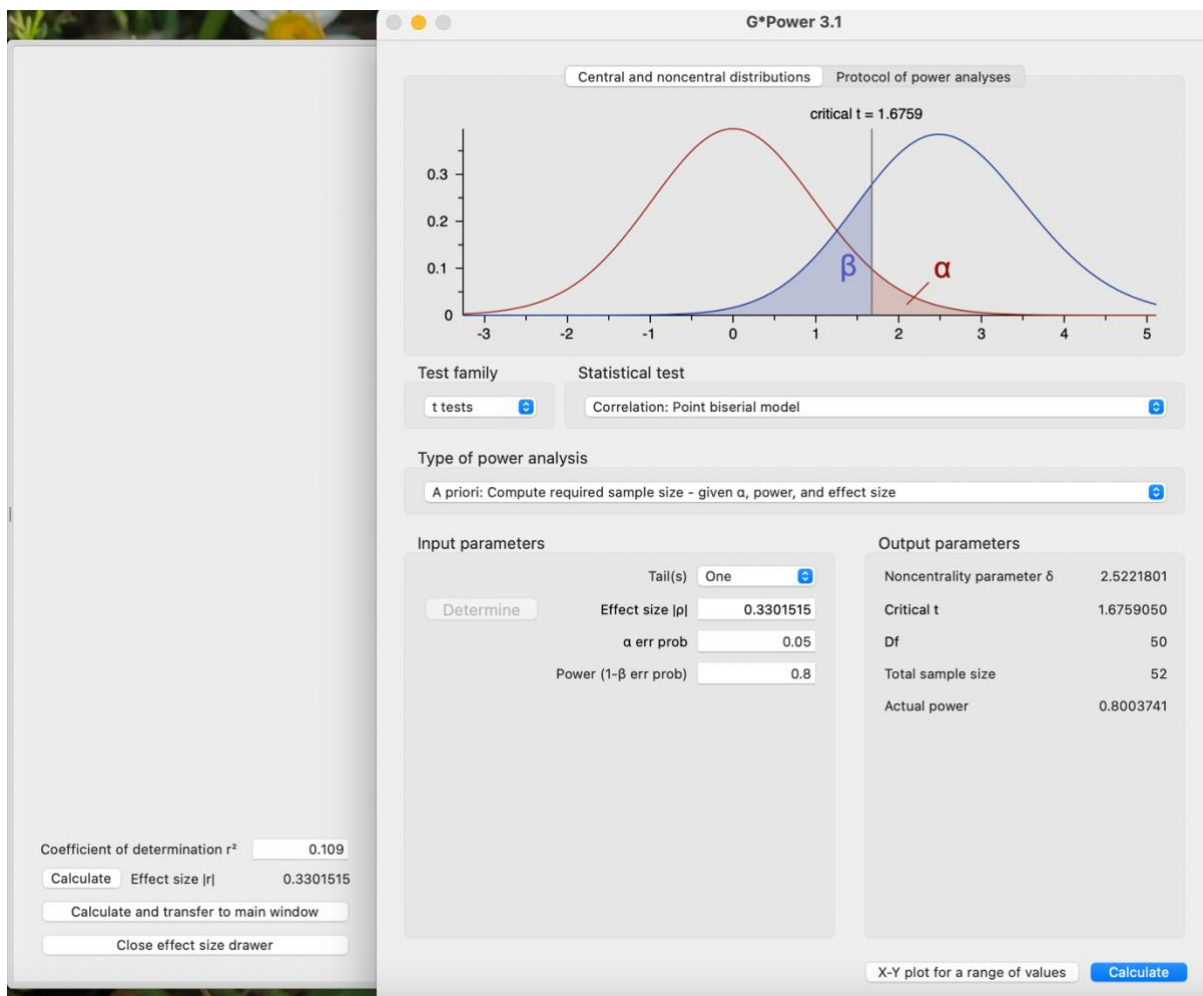 G*Power 3.1
Central and noncentral distributions Protocol of power analyses
critical t = 1.6759
0.3
0.2
0.1
0
β
α
-3 -2 -1 0 1 2 3 4 5
Test family Statistical test
t tests Correlation: Point biserial model
Type of power analysis
A priori: Compute required sample size - given α, power, and effect size
Input parameters
Tail(s) One
Determine Effect size |ρ| 0.3301515
α err prob 0.05
Power (1-β err prob) 0.8
Output parameters
Noncentrality parameter δ 2.5221801
Critical t 1.6759050
Df 50
Total sample size 52
Actual power 0.8003741
Coefficient of determination r² 0.109
Calculate Effect size |r| 0.3301515
Calculate and transfer to main window
Close effect size drawer
X-Y plot for a range of values Calculate